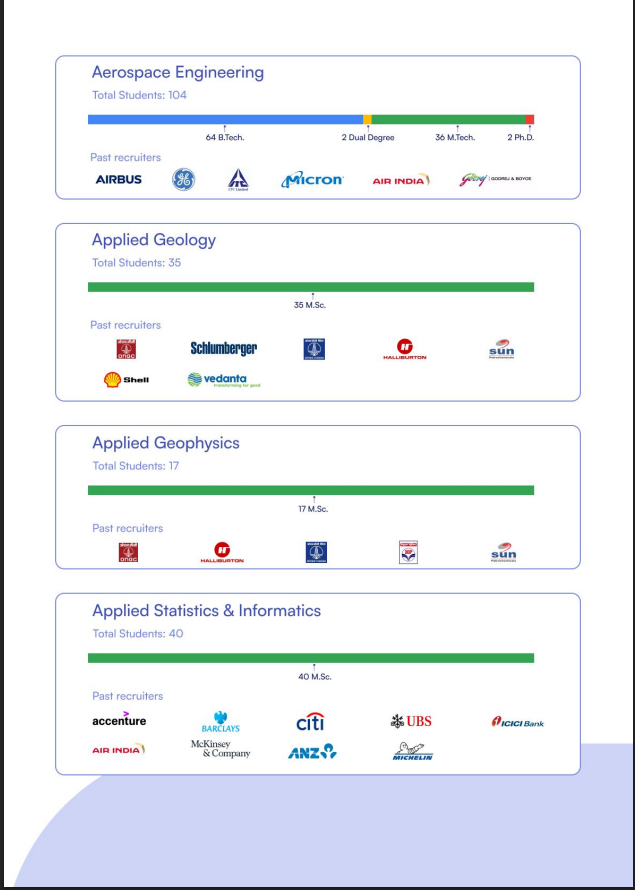 Aerospace Engineering
Total Students: 104
64 B.Tech.
2 Dual Degree
36 M.Tech.
2 Ph.D.
Past recruiters
AIRBUS
Micron
AIR INDIA
Godrej | GODREJ & BOYCE
ITC Limited
Applied Geology
Total Students: 35
35 M.Sc.
Past recruiters
ongc
Schlumberger
HALLIBURTON
sun
Shell
vedanta
transforming for good
Applied Geophysics
Total Students: 17
17 M.Sc.
Past recruiters
ongc
HALLIBURTON
HP
sun
Applied Statistics & Informatics
Total Students: 40
40 M.Sc.
Past recruiters
accenture
BARCLAYS
citi
UBS
ICICI Bank
AIR INDIA
McKinsey
& Company
ANZ
MICHELIN